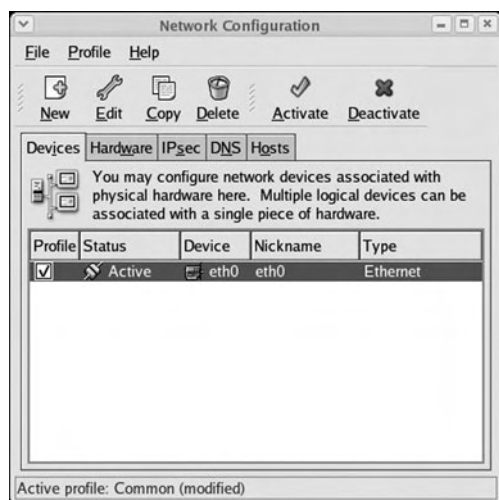 Network Configuration
File Profile Help
New Edit Copy Delete Activate Deactivate
Devices Hardware IPsec DNS Hosts
You may configure network devices associated with
physical hardware here. Multiple logical devices can be
associated with a single piece of hardware.
Profile Status Device Nickname Type
Active eth0 eth0 Ethernet
Active profile: Common (modified)